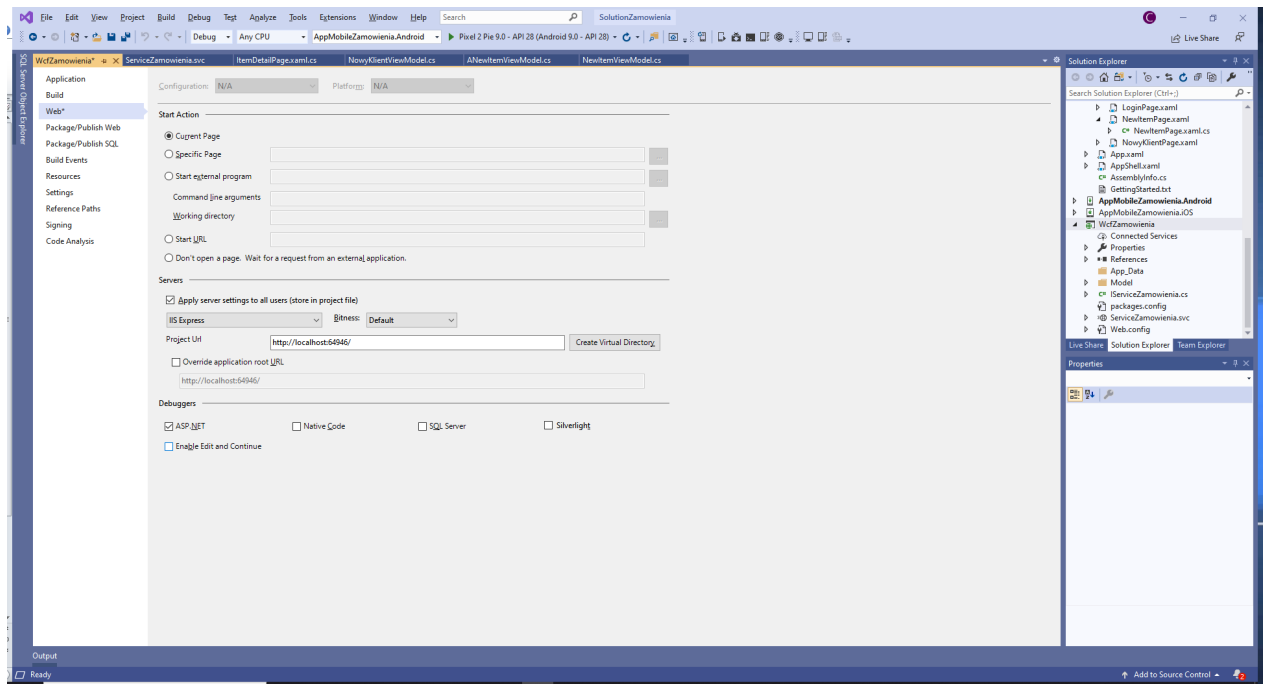 File Edit View Project Build Debug Test Analyze Tools Extensions Window Help Search SolutionZamowienia C
Debug Any CPU AppMobileZamowienia.Android Pixel 2 Pie 9.0 - API 28 (Android 9.0 - API 28) Live Share
SQL Server Object Explorer
WcfZamowienia* ServiceZamowienia.svc ItemDetailPage.xaml.cs NowyKlientViewModel.cs ANewItemViewModel.cs NewItemViewModel.cs
Application
Build
Web*
Package/Publish Web
Package/Publish SQL
Build Events
Resources
Settings
Reference Paths
Signing
Code Analysis
Configuration: N/A Platform: N/A
Start Action
Current Page
Specific Page
Start external program
Command line arguments
Working directory
Start URL
Don't open a page. Wait for a request from an external application.
Servers
Apply server settings to all users (store in project file)
IIS Express Bitness: Default
Project Url http://localhost:64946/ Create Virtual Directory
Override application root URL
http://localhost:64946/
Debuggers
ASP.NET Native Code SQL Server Silverlight
Enable Edit and Continue
Solution Explorer
Search Solution Explorer (Ctrl+;)
LoginPage.xaml
NewItemPage.xaml
C# NewItemPage.xaml.cs
NowyKlientPage.xaml
App.xaml
AppShell.xaml
C# AssemblyInfo.cs
GettingStarted.txt
AppMobileZamowienia.Android
AppMobileZamowienia.iOS
WcfZamowienia
Connected Services
Properties
References
App_Data
Model
C# IServiceZamowienia.cs
packages.config
ServiceZamowienia.svc
Web.config
Live Share Solution Explorer Team Explorer
Properties
Output
Ready Add to Source Control 2